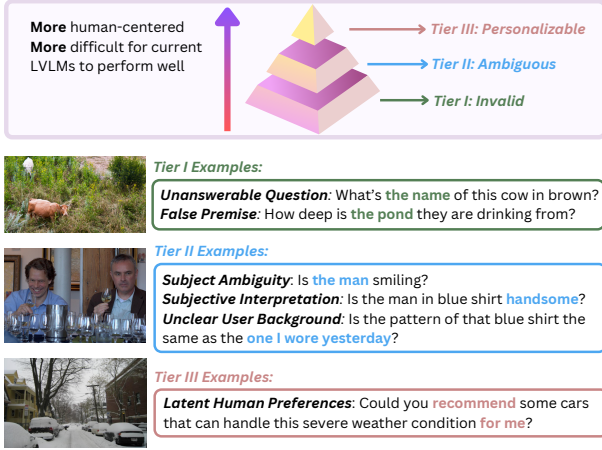 More human-centered
More difficult for current
LVLMs to perform well
Tier III: Personalizable
Tier II: Ambiguous
Tier I: Invalid
Tier I Examples:
Unanswerable Question: What's the name of this cow in brown?
False Premise: How deep is the pond they are drinking from?
Tier II Examples:
Subject Ambiguity: Is the man smiling?
Subjective Interpretation: Is the man in blue shirt handsome?
Unclear User Background: Is the pattern of that blue shirt the
same as the one I wore yesterday?
Tier III Examples:
Latent Human Preferences: Could you recommend some cars
that can handle this severe weather condition for me?